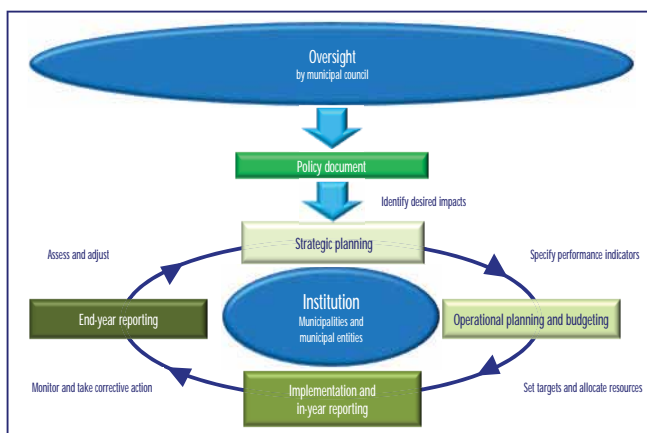 Oversight
by municipal council
Policy document
Identify desired impacts
Strategic planning
Assess and adjust
Specify performance indicators
Institution
Municipalities and
municipal entities
End-year reporting
Operational planning and budgeting
Monitor and take corrective action
Implementation and
in-year reporting
Set targets and allocate resources